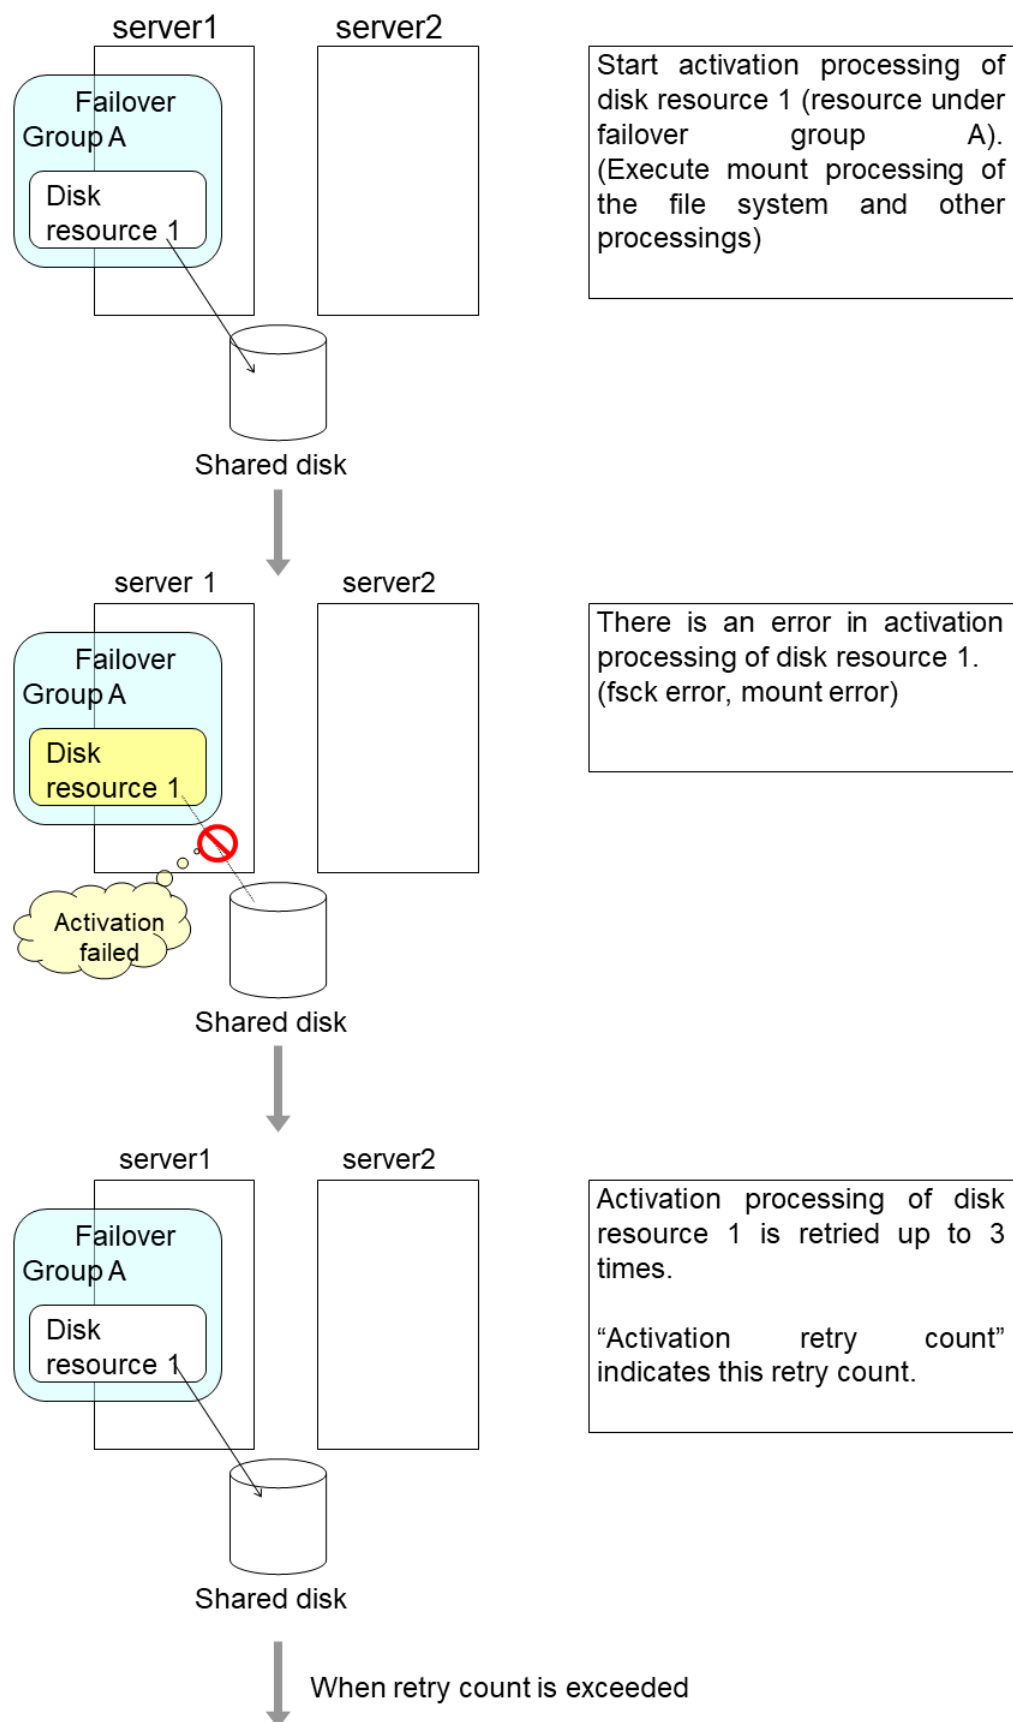 server1
server2
Failover
Group A
Disk
resource 1
Shared disk
Start activation processing of
disk resource 1 (resource under
failover group A).
(Execute mount processing of
the file system and other
processings)
server 1
server2
Failover
Group A
Disk
resource 1
Activation
failed
Shared disk
There is an error in activation
processing of disk resource 1.
(fsck error, mount error)
server1
server2
Failover
Group A
Disk
resource 1
Shared disk
Activation processing of disk
resource 1 is retried up to 3
times.
“Activation retry count”
indicates this retry count.
When retry count is exceeded